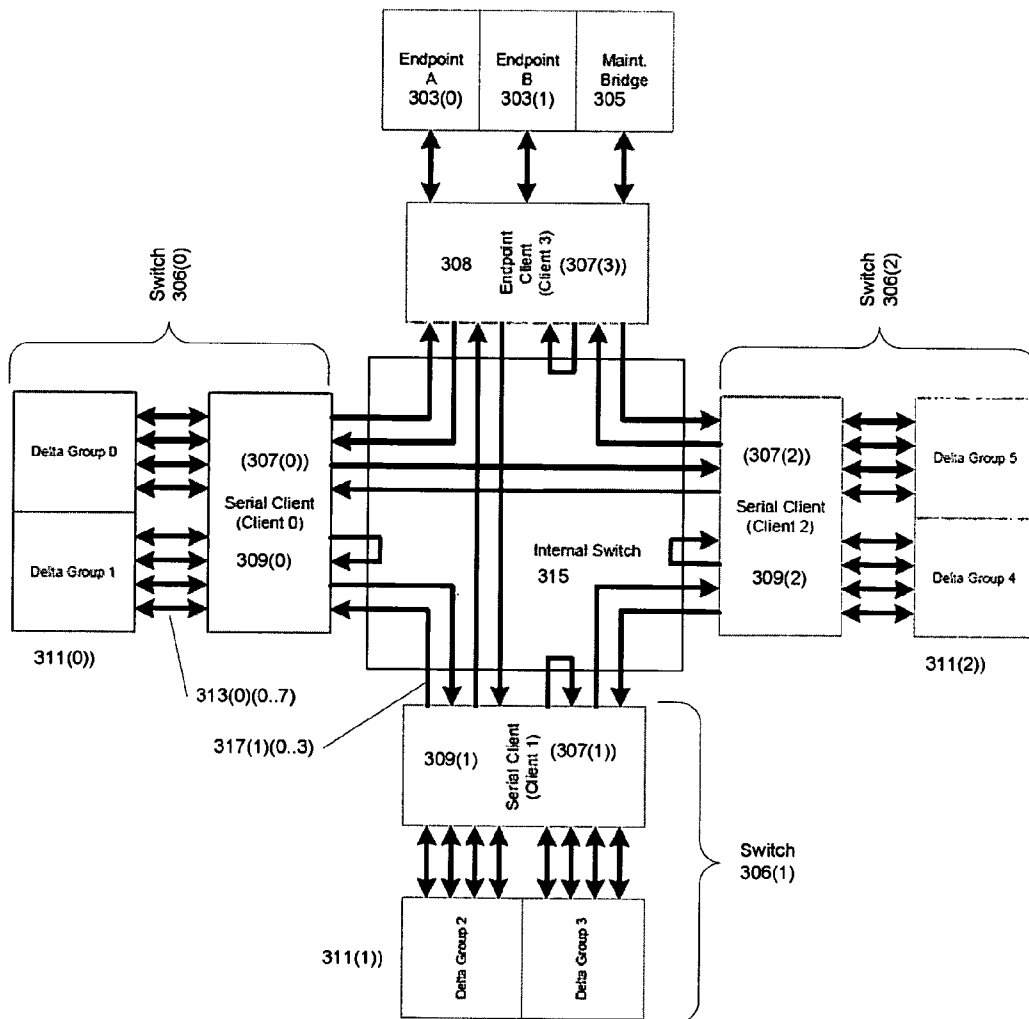 Endpoint
A
303(0)
Endpoint
B
303(1)
Maint.
Bridge
305
308
Endpoint
Client
(Client 3)
(307(3))
Switch
306(0)
Switch
306(2)
Delta Group 0
Delta Group 1
311(0))
(307(0))
Serial Client
(Client 0)
309(0)
Internal Switch
315
(307(2))
Serial Client
(Client 2)
309(2)
Delta Group 5
Delta Group 4
311(2))
313(0)(0..7)
317(1)(0..3)
309(1)
Serial Client
(Client 1)
(307(1))
Switch
306(1)
311(1))
Delta Group 2
Delta Group 3